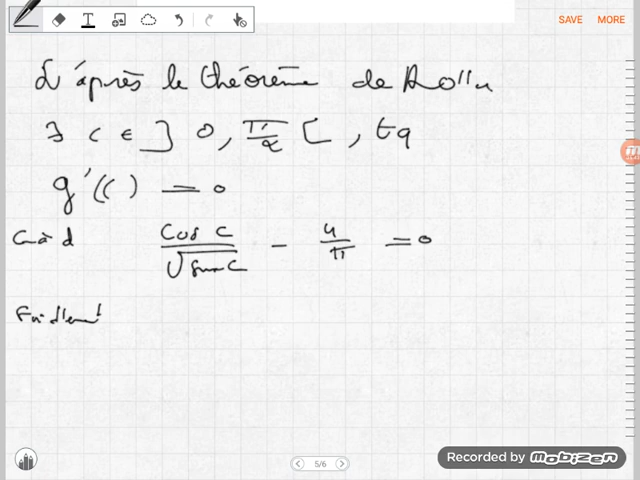 SAVE MORE
D'après le théorème de Rolle
∃ c ∈ ]0, π/2[, tq
g'(c) = 0
C-à-d cos c / √sin c - 4/π = 0
Finalement
5/6
Recorded by mobizen